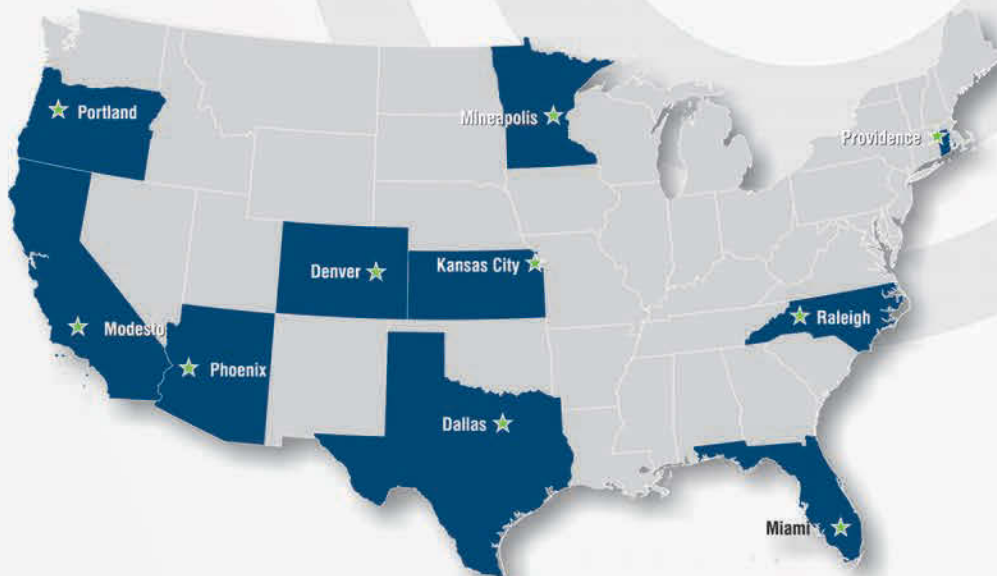 Portland
Mineapolis
Providence
Denver
Kansas City
Modesto
Raleigh
Phoenix
Dallas
Miami